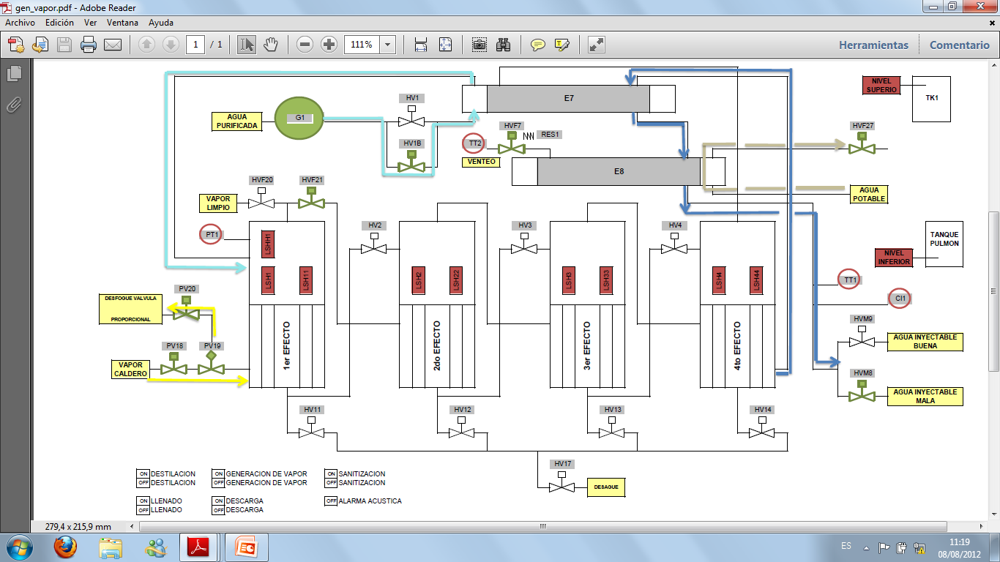 gen_vapor.pdf - Adobe Reader
Archivo Edición Ver Ventana Ayuda
1 / 1
111%
Herramientas Comentario
NIVEL
SUPERIO
TK1
E7
HV1
AGUA
PURIFICADA
G1
HV1B
TT2
HVF7
RES1
VENTEO
HVF27
E8
AGUA
POTABLE
HVF20
HVF21
VAPOR
LIMPIO
PT1
LSHH1
HV2
HV3
HV4
TANQUE
PULMON
NIVEL
INFERIOR
LSH1
LSH11
LSH2
LSH22
LSH3
LSH33
LSH4
LSH44
TT1
CI1
PV20
DESFOGUE VALVULA
PROPORCIONAL
HVM9
AGUA INYECTABLE
BUENA
1er EFECTO
2do EFECTO
3er EFECTO
4to EFECTO
PV18
PV19
VAPOR
CALDERO
HVM8
AGUA INYECTABLE
MALA
HV11
HV12
HV13
HV14
HV17
DESAGUE
ON DESTILACION ON GENERACION DE VAPOR ON SANITIZACION
OFF DESTILACION OFF GENERACION DE VAPOR OFF SANITIZACION
ON LLENADO ON DESCARGA OFF ALARMA ACUSTICA
OFF LLENADO OFF DESCARGA
279,4 x 215,9 mm
ES
11:19
08/08/2012